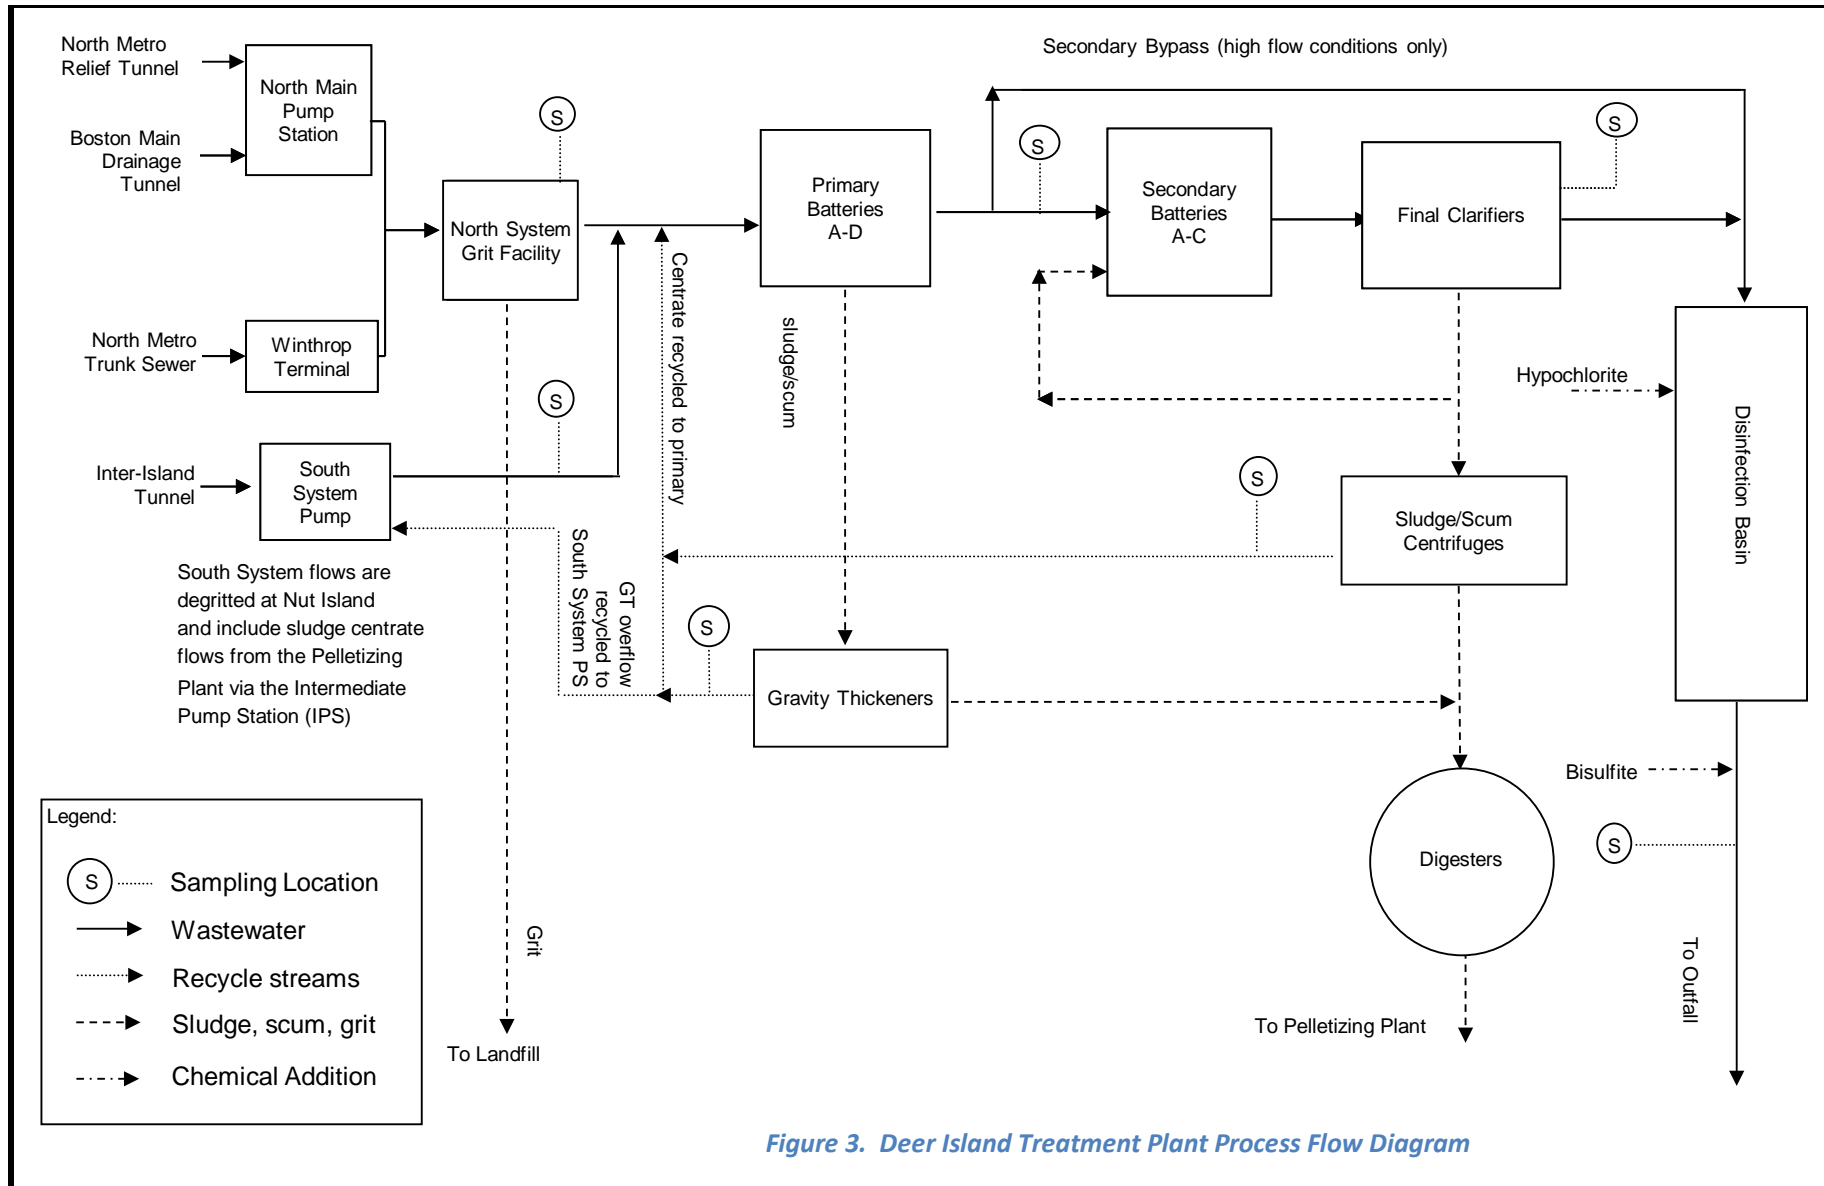 North Metro
Relief Tunnel
North Main
Pump
Station
Boston Main
Drainage
Tunnel
North Metro
Trunk Sewer
Winthrop
Terminal
Inter-Island
Tunnel
South
System
Pump
South System flows are
degritted at Nut Island
and include sludge centrate
flows from the Pelletizing
Plant via the Intermediate
Pump Station (IPS)
S
North System
Grit Facility
S
Centrate recycled to primary
GT overflow
recycled to
South System PS
Grit
To Landfill
Primary
Batteries
A-D
sludge/scum
S
Gravity Thickeners
Secondary Bypass (high flow conditions only)
S
Secondary
Batteries
A-C
Final Clarifiers
S
S
Sludge/Scum
Centrifuges
Digesters
To Pelletizing Plant
Hypochlorite
Disinfection Basin
Bisulfite
S
To Outfall
Legend:
S
Sampling Location
Wastewater
Recycle streams
Sludge, scum, grit
Chemical Addition
Figure 3. Deer Island Treatment Plant Process Flow Diagram